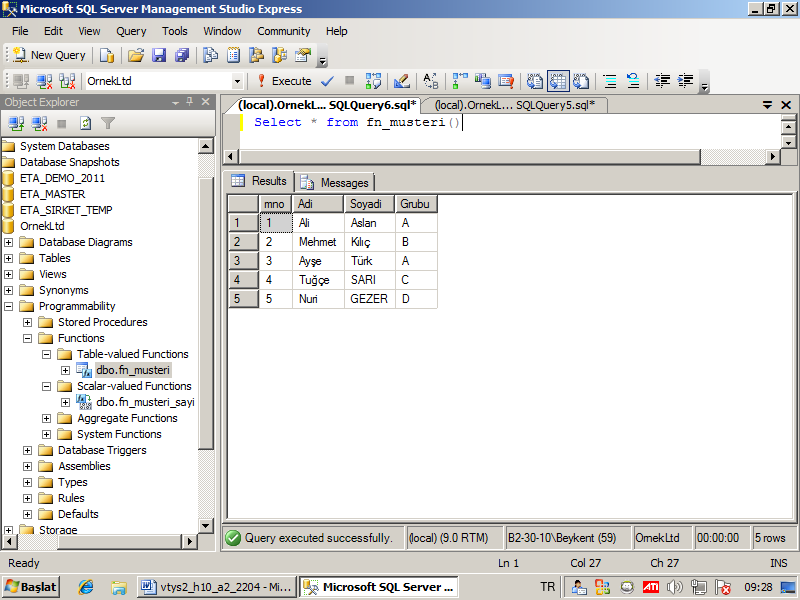 Microsoft SQL Server Management Studio Express
File Edit View Query Tools Window Community Help
New Query
OrnekLtd Execute
Object Explorer
(local).OrnekL... SQLQuery6.sql* (local).OrnekL... SQLQuery5.sql*
Select * from fn_musteri()
System Databases
Database Snapshots
ETA_DEMO_2011
ETA_MASTER
ETA_SIRKET_TEMP
OrnekLtd
Database Diagrams
Tables
Views
Synonyms
Programmability
Stored Procedures
Functions
Table-valued Functions
dbo.fn_musteri
Scalar-valued Functions
dbo.fn_musteri_sayi
Aggregate Functions
System Functions
Database Triggers
Assemblies
Types
Rules
Defaults
Storage
Results Messages
mno Adi Soyadi Grubu
1 1 Ali Aslan A
2 2 Mehmet Kılıç B
3 3 Ayşe Türk A
4 4 Tuğçe SARI C
5 5 Nuri GEZER D
Query executed successfully. (local) (9.0 RTM) B2-30-10\Beykent (59) OrnekLtd 00:00:00 5 rows
Ready Ln 1 Col 27 Ch 27 INS
Başlat vtys2_h10_a2_2204 - Mi... Microsoft SQL Server ... TR ATI 09:28